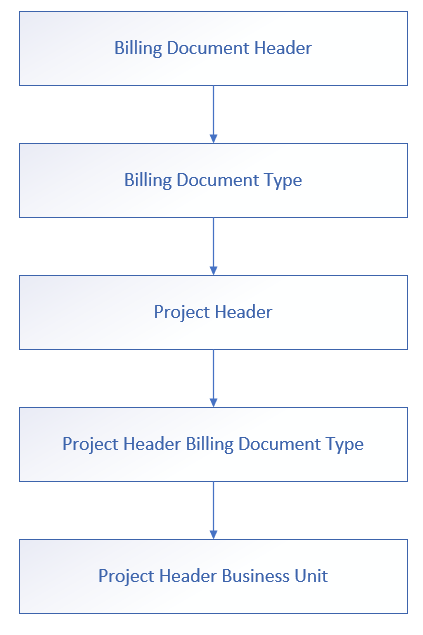 Billing Document Header
Billing Document Type
Project Header
Project Header Billing Document Type
Project Header Business Unit